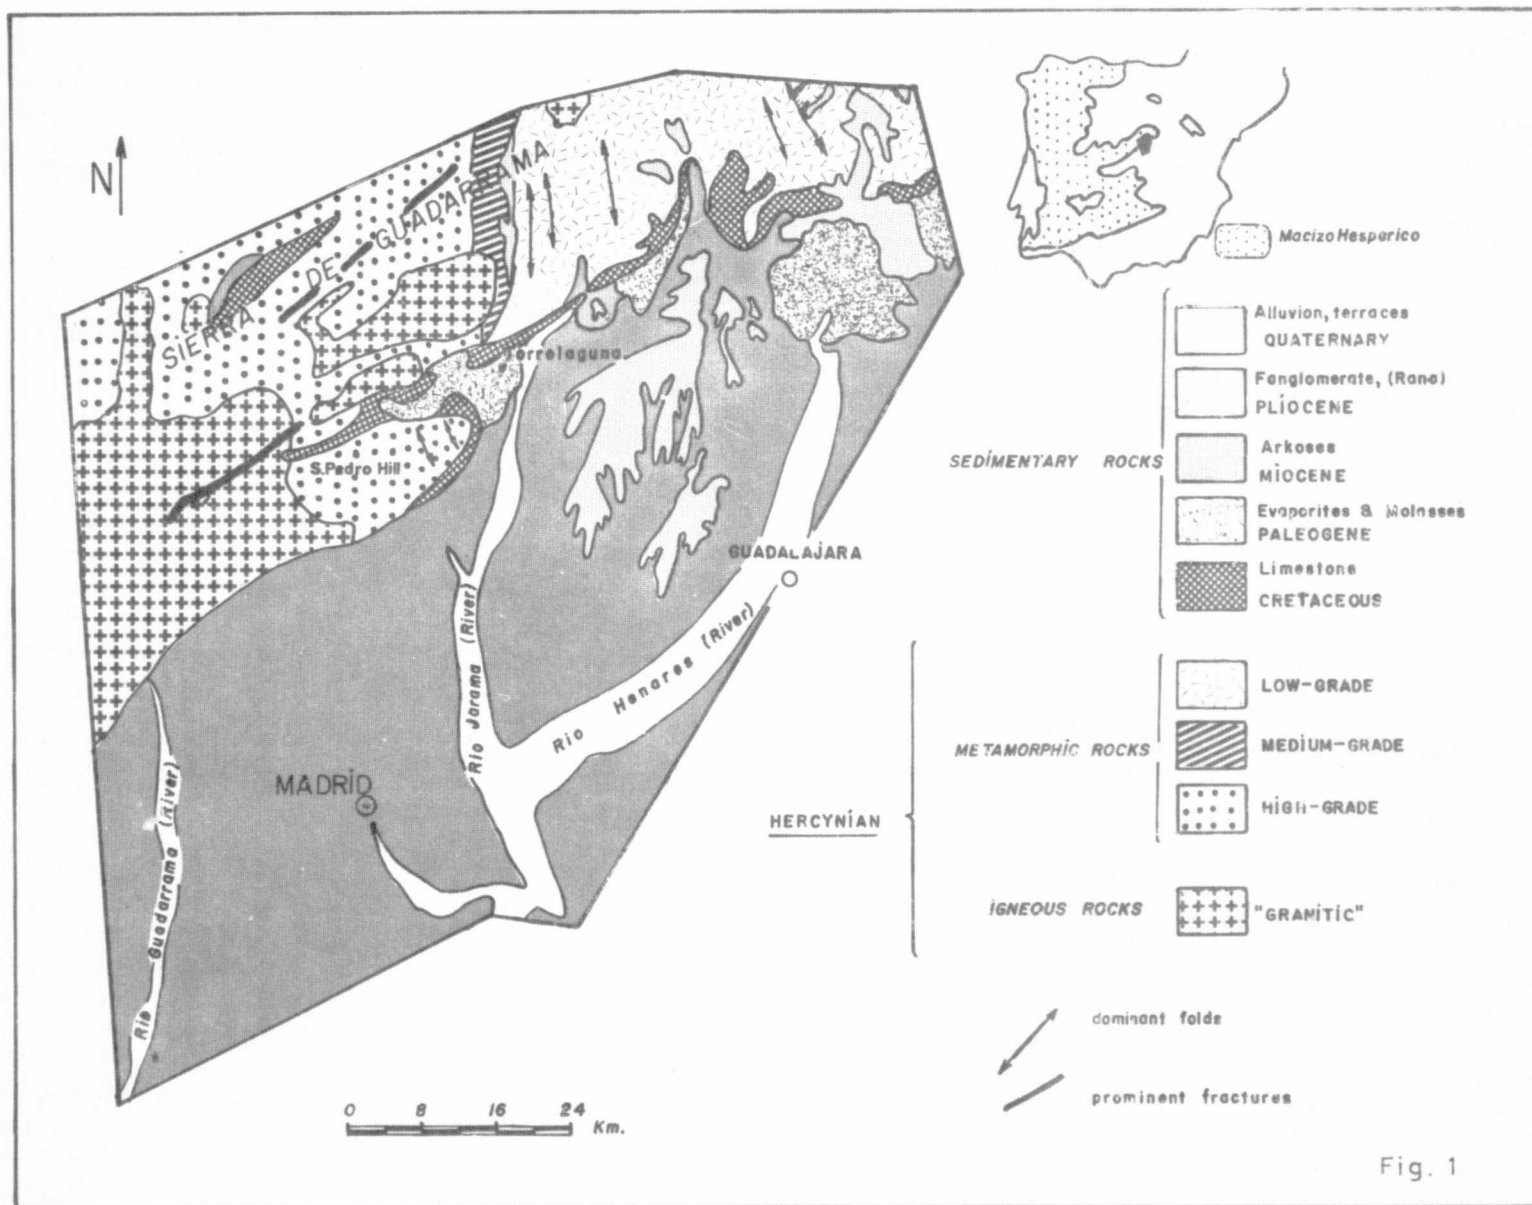 N
SIERRA DE GUADARRAMA
Torrelaguna
S. Pedro Hill
GUADALAJARA
Rio Jarama (River)
Rio Henares (River)
MADRID
Rio Guadarrama (River)
0 8 16 24
Km.
Macizo Hesperico
SEDIMENTARY ROCKS
Alluvion, terraces
QUATERNARY
Fanglomerate, (Rana)
PLIOCENE
Arkoses
MIOCENE
Evaporites & Molasses
PALEOGENE
Limestone
CRETACEOUS
HERCYNIAN
METAMORPHIC ROCKS
LOW-GRADE
MEDIUM-GRADE
HIGH-GRADE
IGNEOUS ROCKS
"GRANITIC"
dominant folds
prominent fractures
Fig. 1